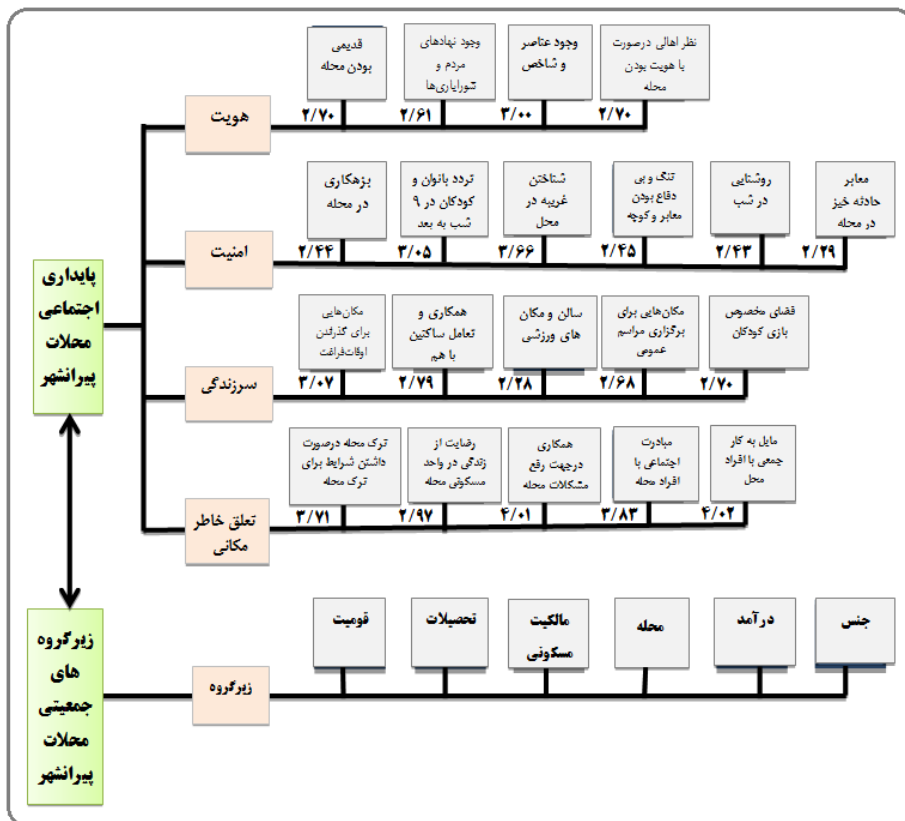 قدیمی
بودن محله
وجود نهادهای
مردم و
شورایاری‌ها
وجود عناصر
و شاخص
نظر اهالی درصورت
با هویت بودن
محله
هویت
۲/۷۰
۲/۶۱
۳/۰۰
۲/۷۰
بزهکاری
در محله
تردد بانوان و
کودکان در ۹
شب به بعد
شناختن
غریبه در
محل
تنگ و بی
دفاع بودن
معابر و کوچه
روشنایی
در شب
معابر
حادثه خیز
در محله
امنیت
۲/۴۴
۳/۰۵
۳/۶۶
۲/۴۵
۲/۴۳
۲/۲۹
پایداری
اجتماعی
محلات
پیرانشهر
مکان‌هایی
برای گذرلدن
اوقات‌فراغت
همکاری و
تعامل ساکتین
با هم
سالن و مکان
های ورزشی
مکان‌هایی برای
برگزاری مراسم
عمومی
فضای مخصوص
بازی کودکان
سرزندگی
۳/۰۷
۲/۷۹
۲/۲۸
۲/۶۸
۲/۷۰
ترک محله درصورت
داشتن شرایط برای
ترک محله
رضایت از
زندگی در واحد
مسکونی محله
همکاری
درجهت رفع
مشکلات محله
مبادرت
اجتماعی با
افراد محله
مایل به کار
جمعی با افراد
محل
تعلق خاطر
مکانی
۳/۷۱
۲/۹۷
۴/۰۱
۳/۸۳
۴/۰۲
زیرگروه
های
جمعیتی
محلات
پیرانشهر
زیرگروه
قومیت
تحصیلات
مالکیت
مسکونی
محله
درآمد
جنس